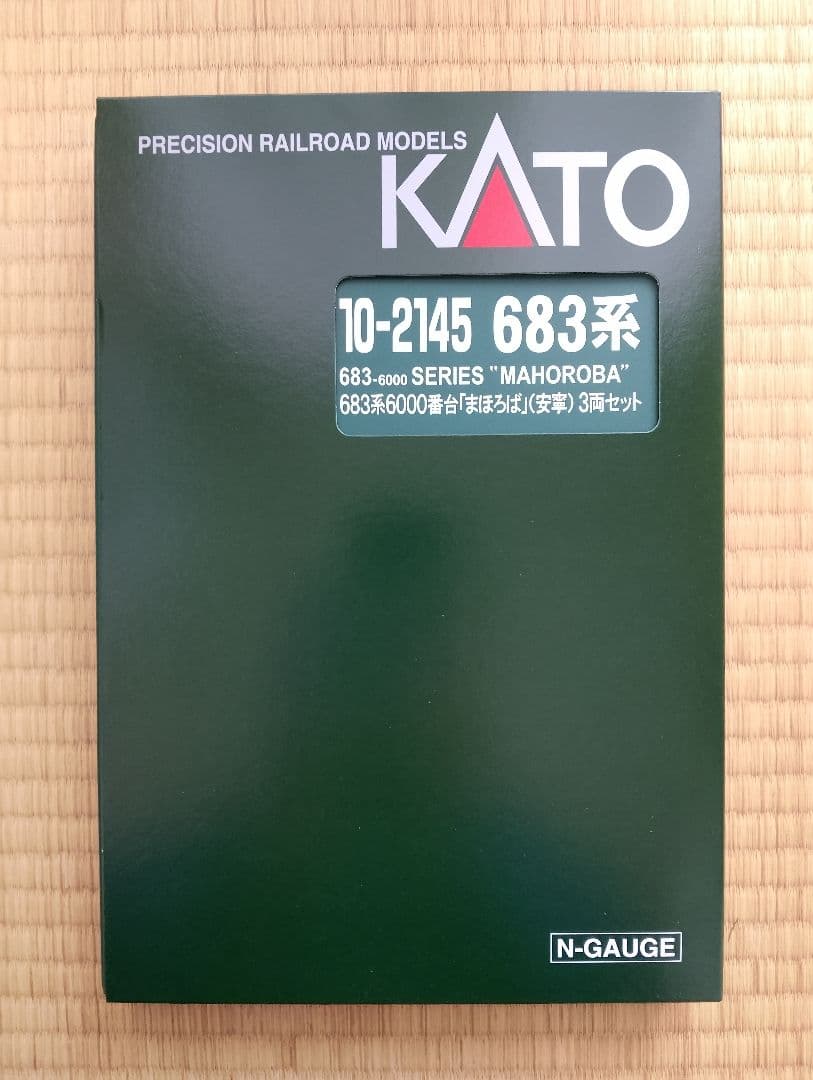 PRECISION RAILROAD MODELS
KATO
10-2145 683系
683-6000 SERIES "MAHOROBA"
683系6000番台「まほろば」(安寧) 3両セット
N-GAUGE